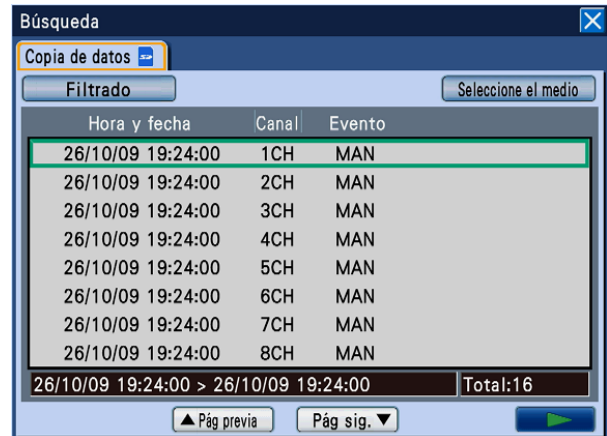 Búsqueda
Copia de datos
Filtrado Seleccione el medio
Hora y fecha Canal Evento
26/10/09 19:24:00 1CH MAN
26/10/09 19:24:00 2CH MAN
26/10/09 19:24:00 3CH MAN
26/10/09 19:24:00 4CH MAN
26/10/09 19:24:00 5CH MAN
26/10/09 19:24:00 6CH MAN
26/10/09 19:24:00 7CH MAN
26/10/09 19:24:00 8CH MAN
26/10/09 19:24:00 > 26/10/09 19:24:00 Total:16
▲ Pág previa Pág sig. ▼